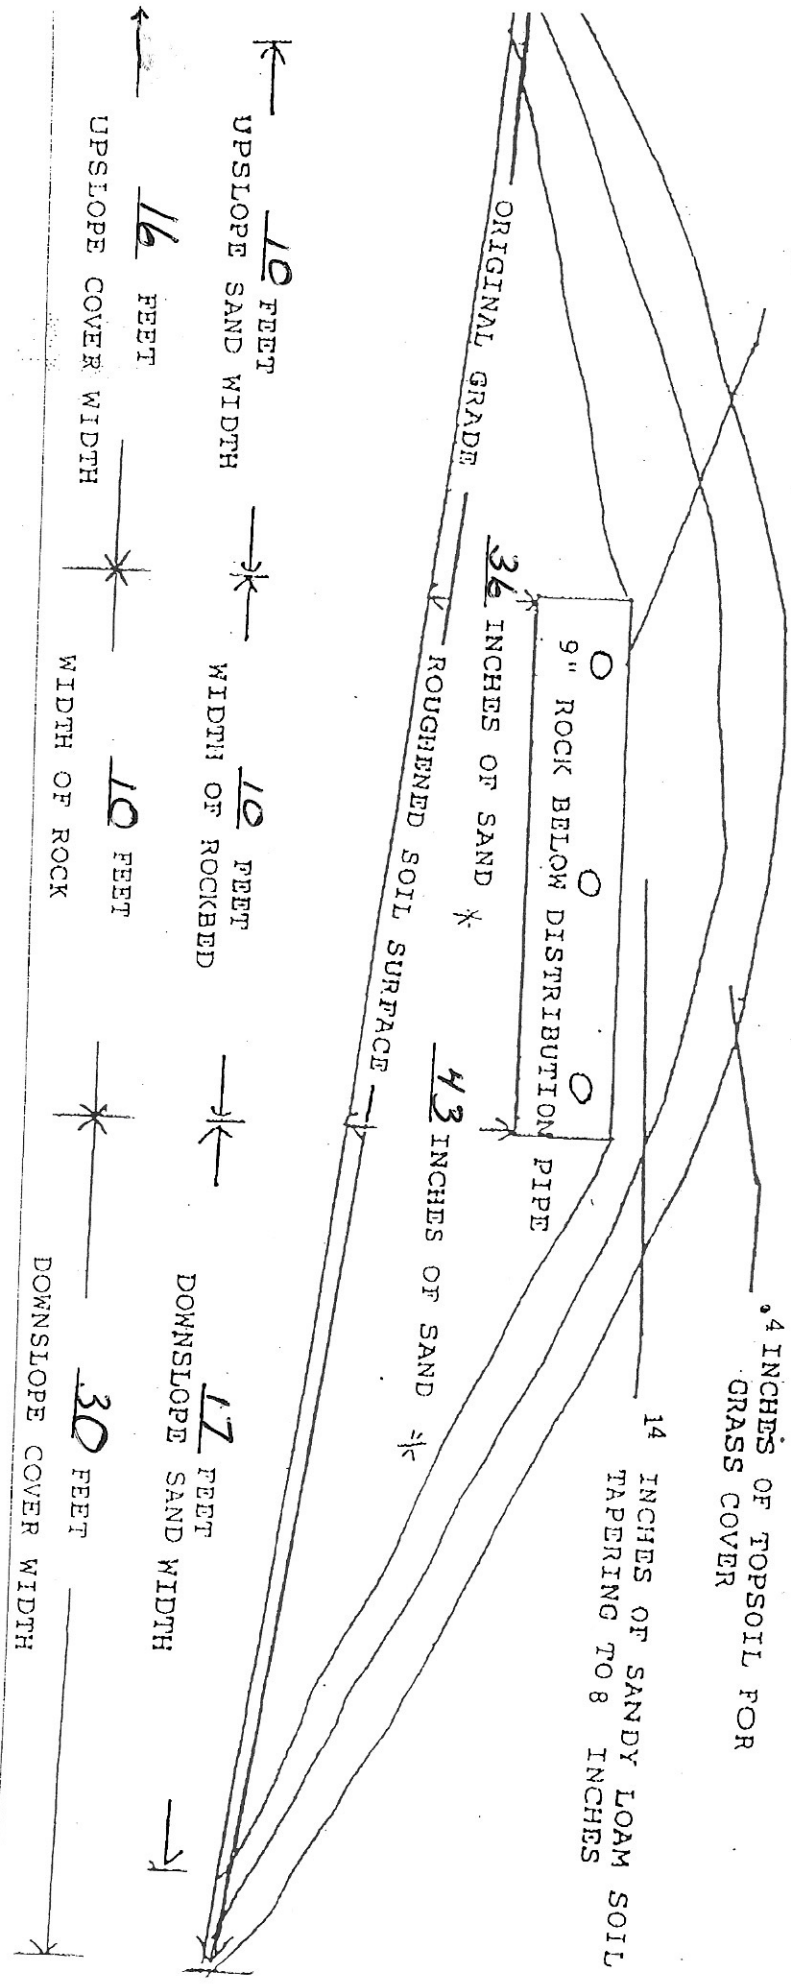 .4 INCHES OF TOPSOIL FOR
GRASS COVER
14 INCHES OF SANDY LOAM SOIL
TAPERING TO 8 INCHES
9" ROCK BELOW DISTRIBUTION PIPE
36 INCHES OF SAND *
43 INCHES OF SAND *
ORIGINAL GRADE
ROUGHENED SOIL SURFACE
10 FEET
UPSLOPE SAND WIDTH
10 FEET
WIDTH OF ROCKBED
17 FEET
DOWNSLOPE SAND WIDTH
16 FEET
UPSLOPE COVER WIDTH
10 FEET
WIDTH OF ROCK
30 FEET
DOWNSLOPE COVER WIDTH